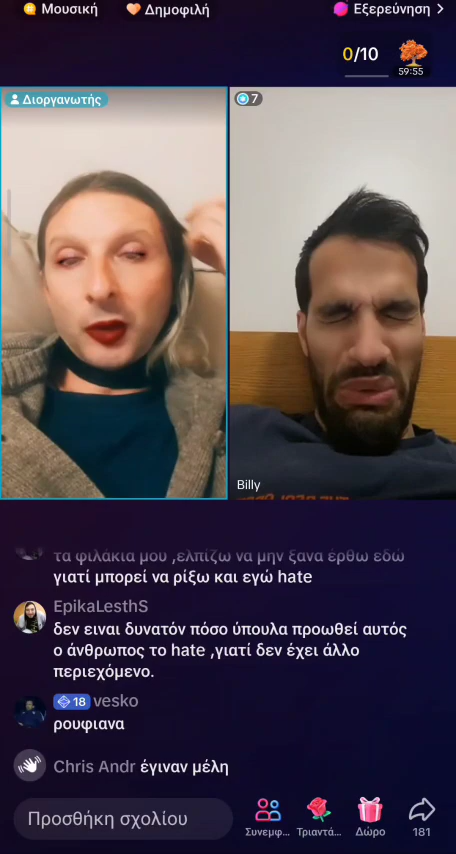 Μουσική Δημοφιλή Εξερεύνηση
0/10
59:55
Διοργανωτής 7
Billy
τα φιλάκια μου ,ελπίζω να μην ξανα έρθω εδώ
γιατί μπορεί να ρίξω και εγώ hate
EpikaLesthS
δεν ειναι δυνατόν πόσο ύπουλα προωθεί αυτός
ο άνθρωπος το hate ,γιατί δεν έχει άλλο
περιεχόμενο.
18 vesko
ρουφιανα
Chris Andr έγιναν μέλη
Προσθήκη σχολίου
Συνεμφ... Τριαντά... Δώρο 181